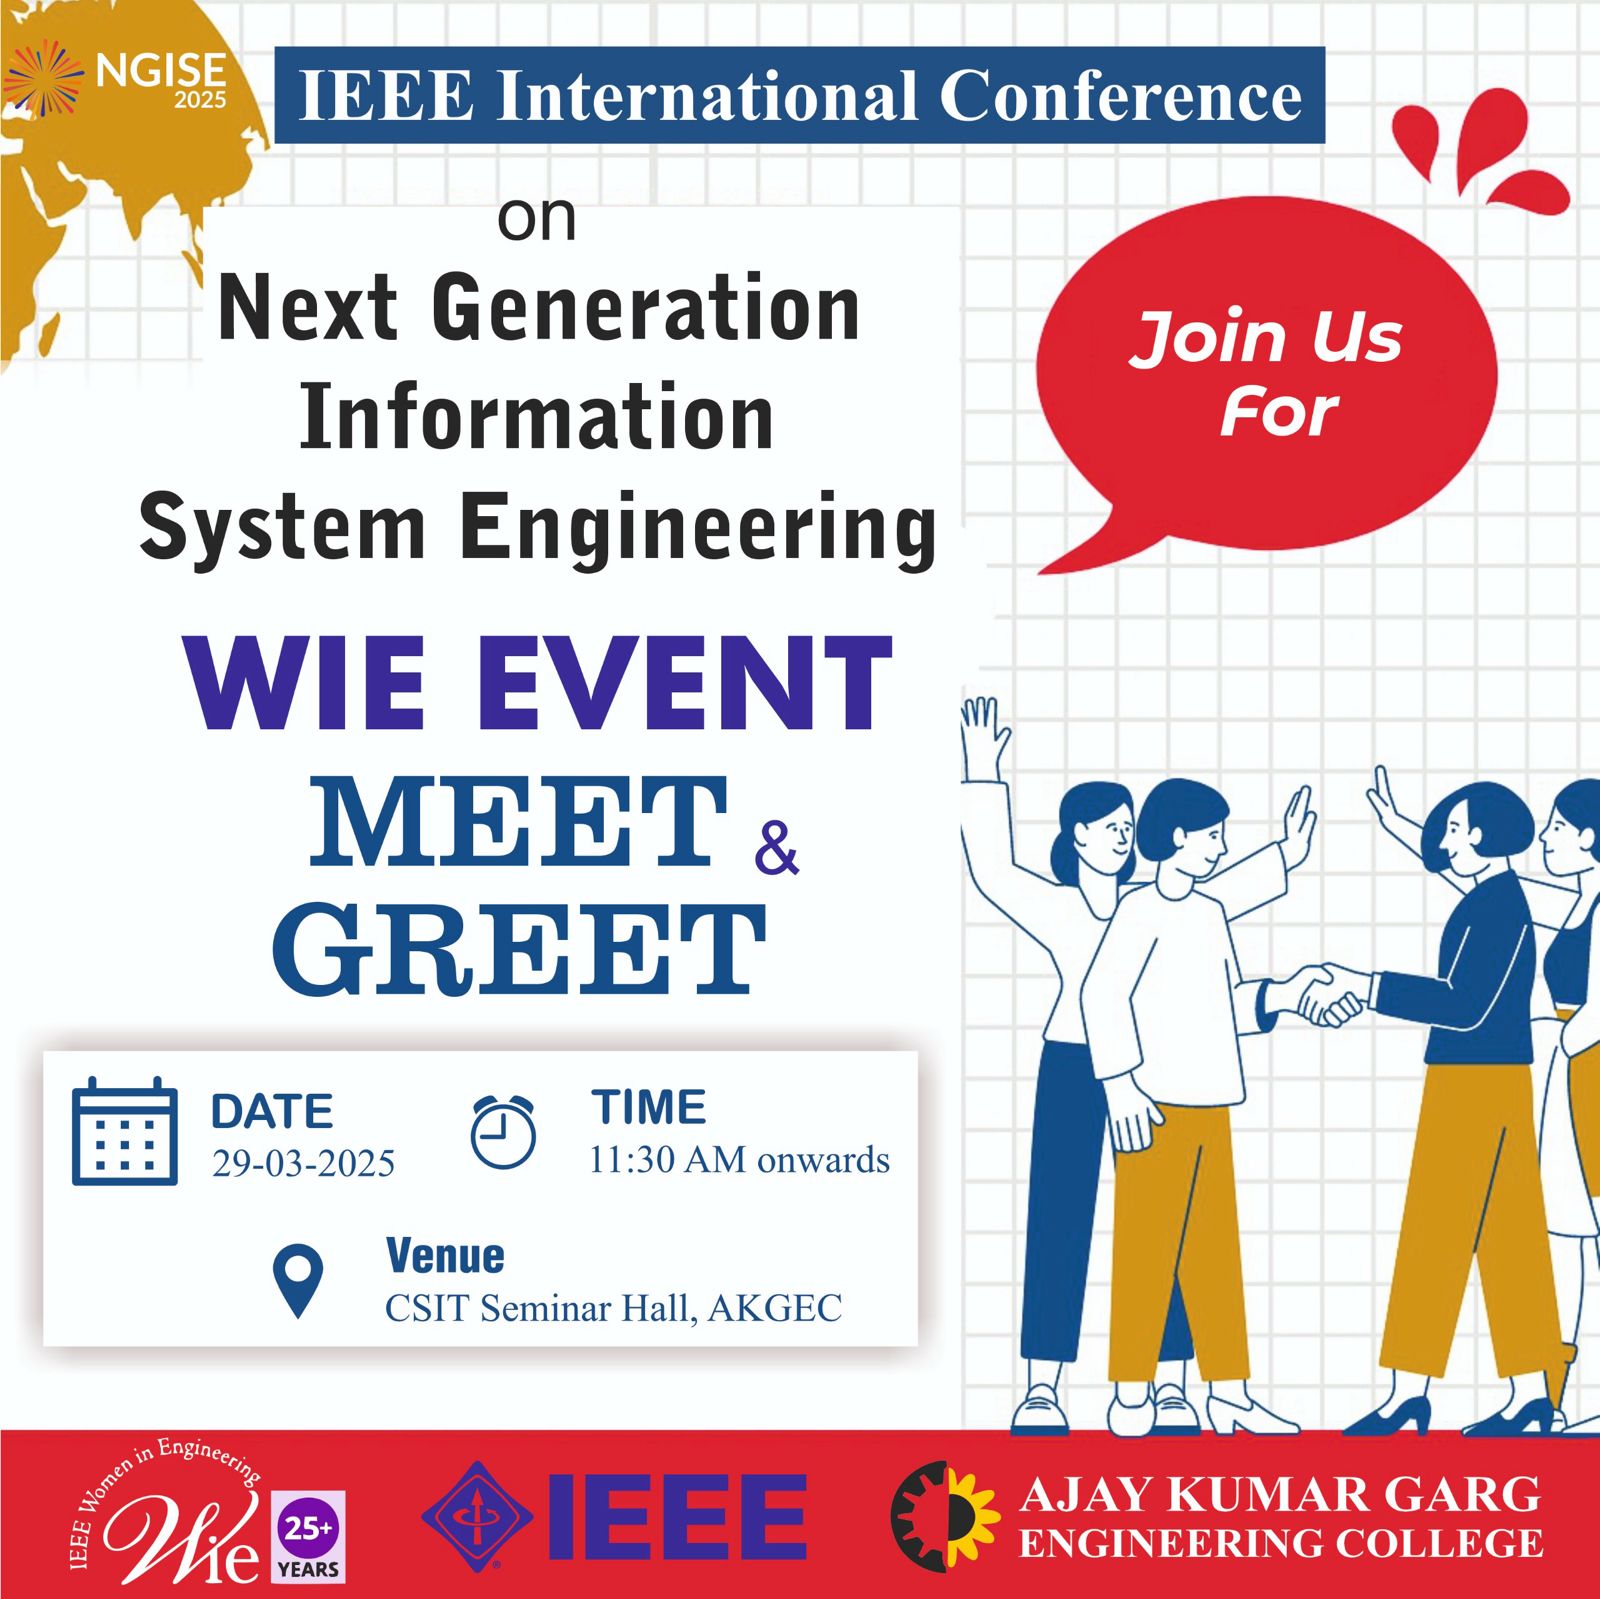 NGISE
2025
IEEE International Conference
on
Next Generation
Information
System Engineering
Join Us
For
WIE EVENT
MEET &
GREET
DATE
29-03-2025
TIME
11:30 AM onwards
Venue
CSIT Seminar Hall, AKGEC
IEEE Women in Engineering
Wie
25+
YEARS
IEEE
®
AJAY KUMAR GARG
ENGINEERING COLLEGE